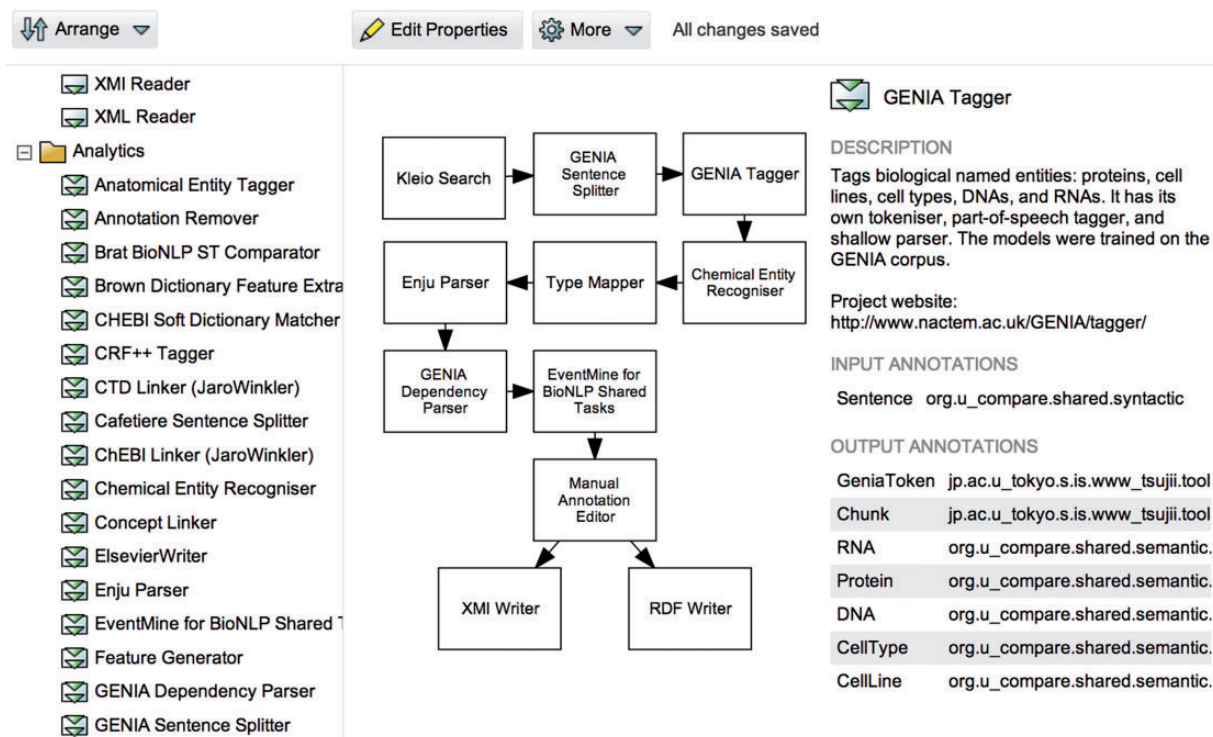 Arrange
Edit Properties
More
All changes saved
XMI Reader
XML Reader
Analytics
Anatomical Entity Tagger
Annotation Remover
Brat BioNLP ST Comparator
Brown Dictionary Feature Extra
CHEBI Soft Dictionary Matcher
CRF++ Tagger
CTD Linker (JaroWinkler)
Cafetiere Sentence Splitter
ChEBI Linker (JaroWinkler)
Chemical Entity Recogniser
Concept Linker
ElsevierWriter
Enju Parser
EventMine for BioNLP Shared T
Feature Generator
GENIA Dependency Parser
GENIA Sentence Splitter
Kleio Search
GENIA
Sentence
Splitter
GENIA Tagger
Chemical Entity
Recogniser
Type Mapper
Enju Parser
GENIA
Dependency
Parser
EventMine for
BioNLP Shared
Tasks
Manual
Annotation
Editor
XMI Writer
RDF Writer
GENIA Tagger
DESCRIPTION
Tags biological named entities: proteins, cell
lines, cell types, DNAs, and RNAs. It has its
own tokeniser, part-of-speech tagger, and
shallow parser. The models were trained on the
GENIA corpus.
Project website:
http://www.nactem.ac.uk/GENIA/tagger/
INPUT ANNOTATIONS
Sentence org.u_compare.shared.syntactic
OUTPUT ANNOTATIONS
GeniaToken jp.ac.u_tokyo.s.is.www_tsujii.tool
Chunk jp.ac.u_tokyo.s.is.www_tsujii.tool
RNA org.u_compare.shared.semantic.
Protein org.u_compare.shared.semantic.
DNA org.u_compare.shared.semantic.
CellType org.u_compare.shared.semantic.
CellLine org.u_compare.shared.semantic.